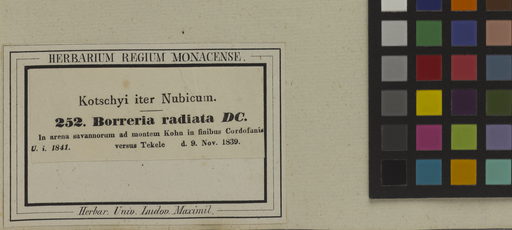 HERBARIUM REGIUM MONACENSE.
Kotschyi iter Nubicum.
252. Borreria radiata DC.
In arena savannorum ad montem Kohn in finibus Cordofanis
U. i. 1841. versus Tekele d. 9. Nov. 1839.
Herbar. Univ. Ludov. Maximil.